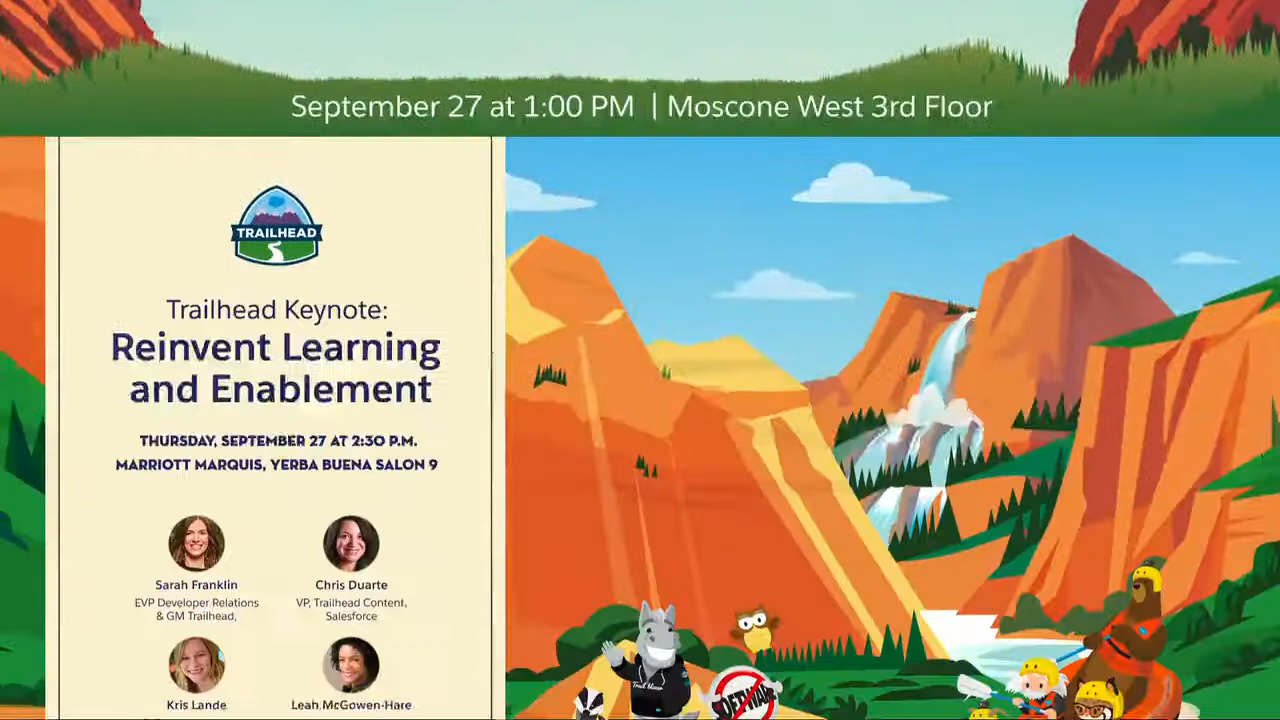 September 27 at 1:00 PM | Moscone West 3rd Floor
TRAILHEAD
Trailhead Keynote:
Reinvent Learning
and Enablement
THURSDAY, SEPTEMBER 27 AT 2:30 P.M.
MARRIOTT MARQUIS, YERBA BUENA SALON 9
Sarah Franklin
EVP Developer Relations
& GM Trailhead,
Chris Duarte
VP, Trailhead Content,
Salesforce
Kris Lande
Leah McGowen-Hare
Trailblazer
SOFTWARE